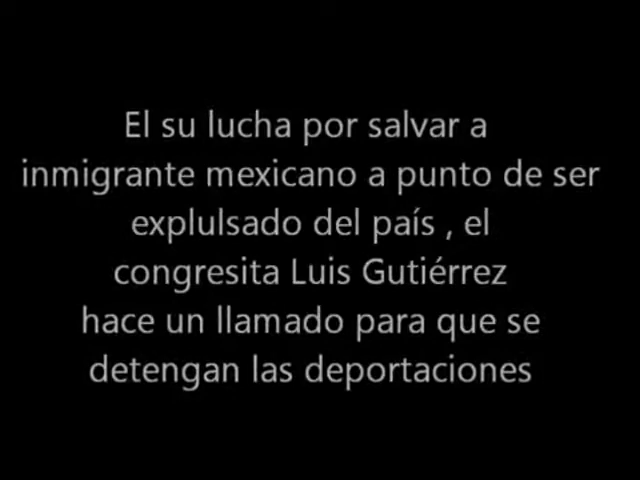 El su lucha por salvar a
inmigrante mexicano a punto de ser
explulsado del país , el
congresita Luis Gutiérrez
hace un llamado para que se
detengan las deportaciones